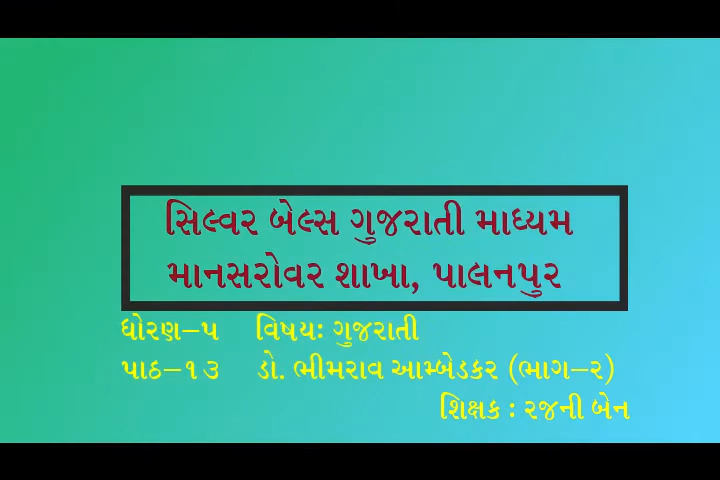 સિલ્વર બેલ્સ ગુજરાતી માધ્યમ
માનસરોવર શાખા, પાલનપુર
ધોરણ–૫ વિષયઃ ગુજરાતી
પાઠ–૧૩ ડો. ભીમરાવ આમ્બેડકર (ભાગ–૨)
શિક્ષક : રજની બેન